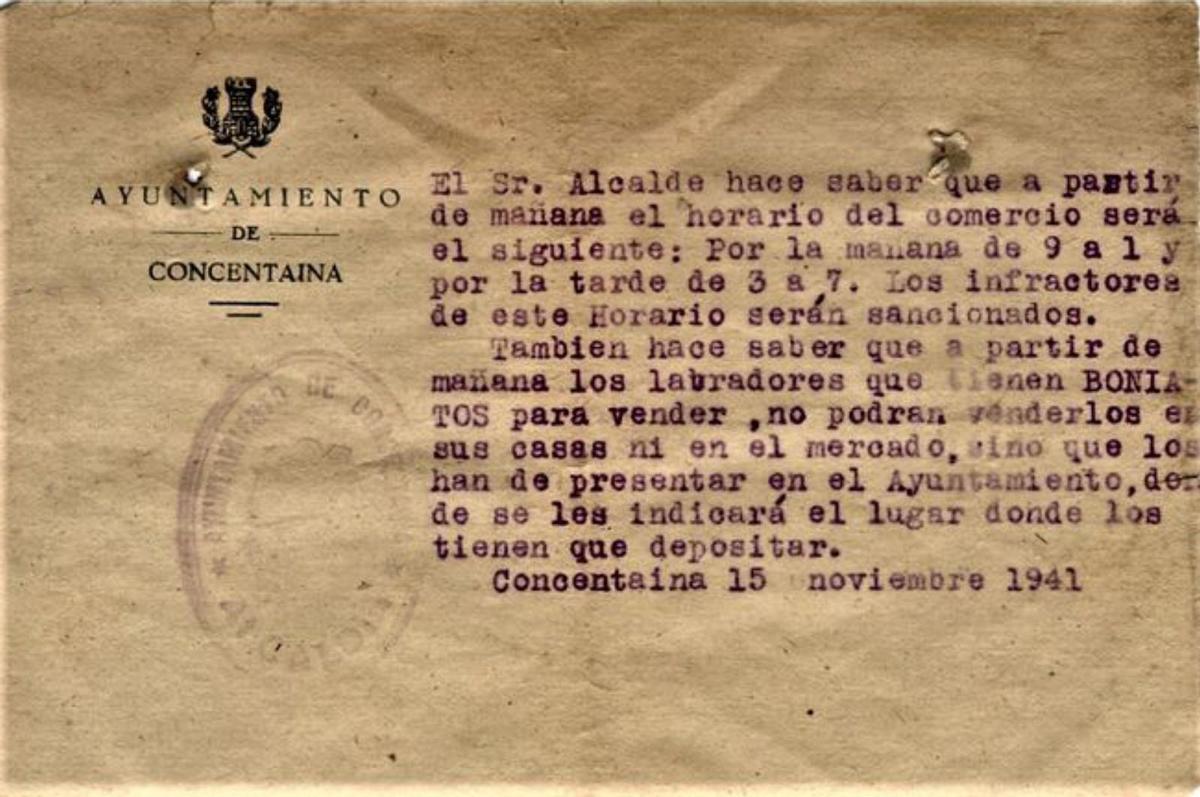 AYUNTAMIENTO
DE
CONCENTAINA
El Sr. Alcalde hace saber que a partir
de mañana el horario del comercio será
el siguiente: Por la mañana de 9 a 1 y
por la tarde de 3 a 7. Los infractores
de este Horario serán sancionados.
Tambien hace saber que a partir de
mañana los labradores que tienen BONIA-
TOS para vender ,no podran venderlos en
sus casas ni en el mercado,sino que los
han de presentar en el Ayuntamiento,don
de se les indicará el lugar donde los
tienen que depositar.
Concentaina 15 noviembre 1941
AYUNTAMIENTO DE